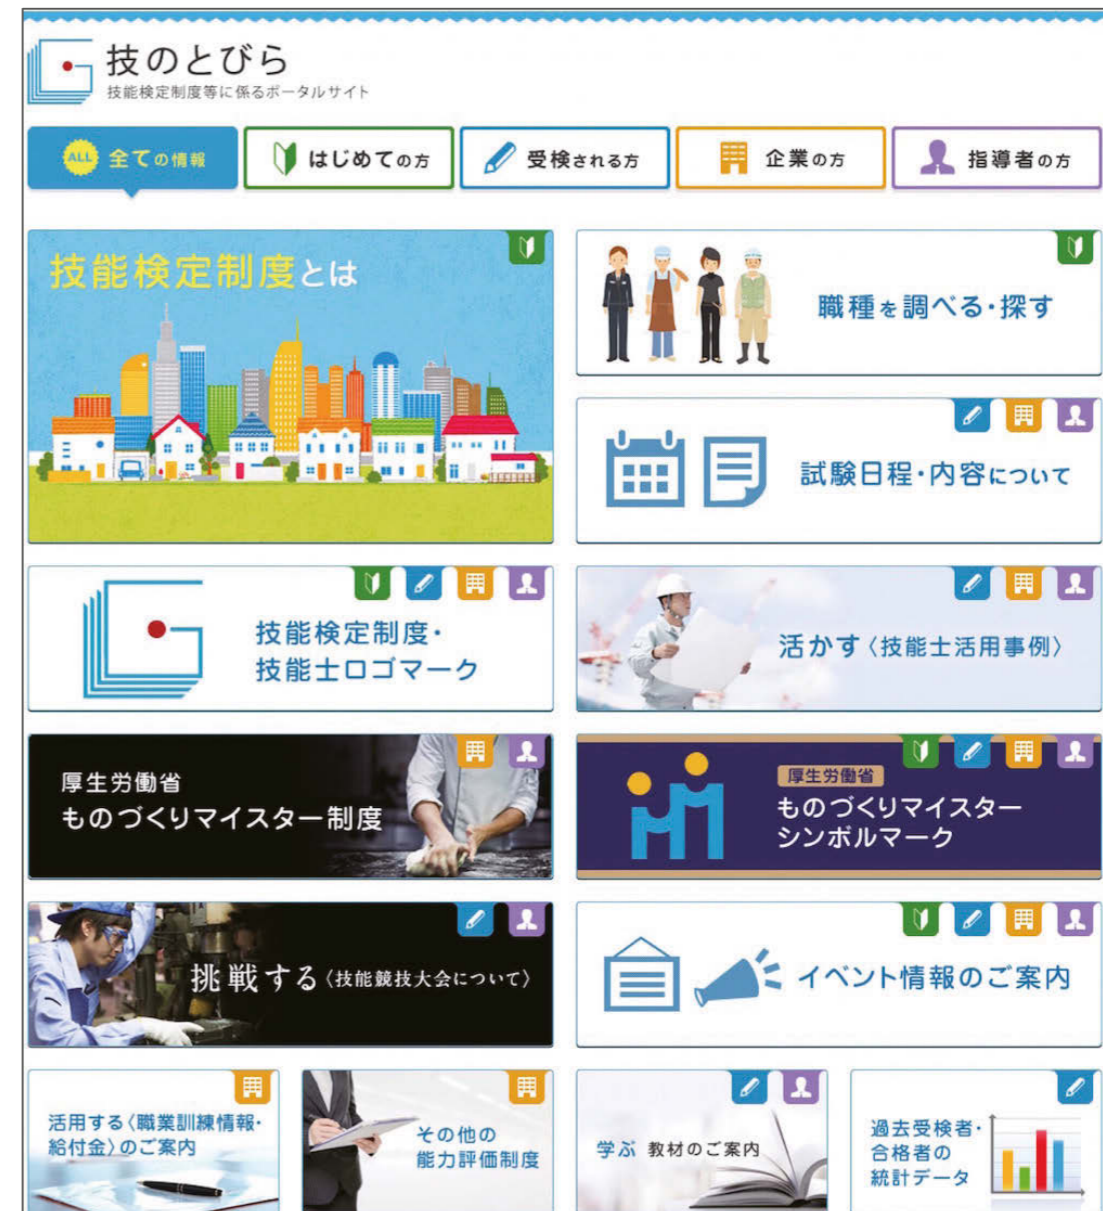 技のとびら
技能検定制度等に係るポータルサイト
ALL 全ての情報
はじめての方
受検される方
企業の方
指導者の方
技能検定制度とは
職種を調べる・探す
試験日程・内容について
技能検定制度・
技能士ロゴマーク
活かす〈技能士活用事例〉
厚生労働省
ものづくりマイスター制度
厚生労働省
ものづくりマイスター
シンボルマーク
挑戦する〈技能競技大会について〉
イベント情報のご案内
活用する〈職業訓練情報・
給付金〉のご案内
その他の
能力評価制度
学ぶ 教材のご案内
過去受検者・
合格者の
統計データ